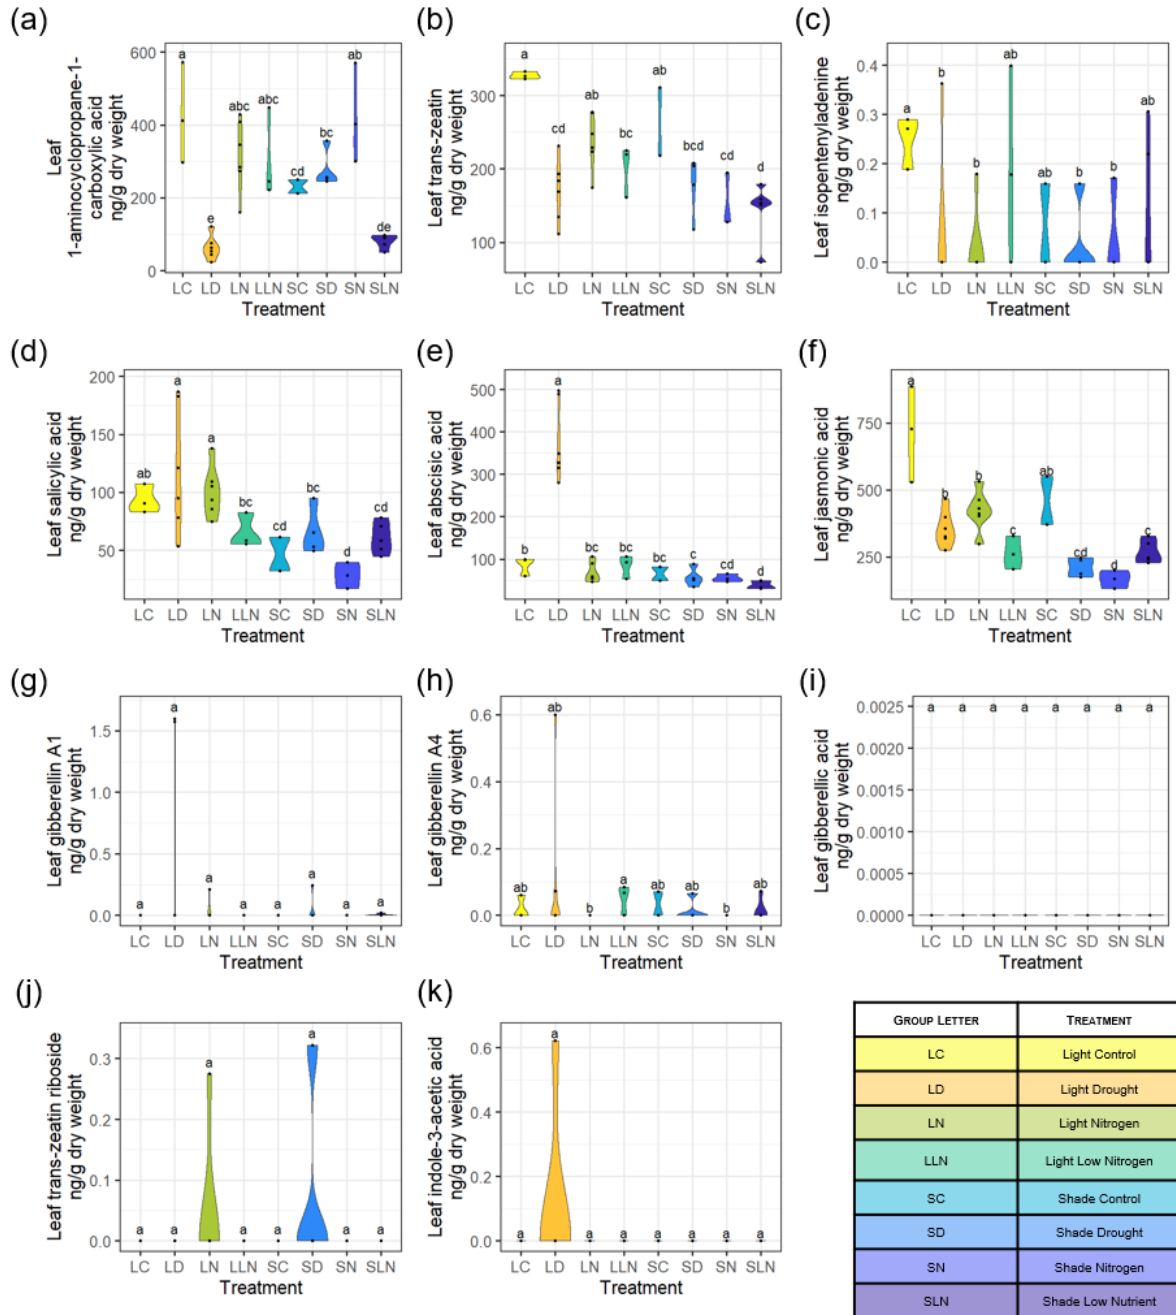 (a)
Leaf
1-aminocyclopropane-1-
carboxylic acid
ng/g dry weight
600
400
200
0
a
e
abc
abc
cd
bc
ab
de
LC LD LN LLN SC SD SN SLN
Treatment
(b)
Leaf trans-zeatin
ng/g dry weight
300
200
100
a
cd
ab
bc
ab
bcd
cd
d
LC LD LN LLN SC SD SN SLN
Treatment
(c)
Leaf isopentenyladenine
ng/g dry weight
0.4
0.3
0.2
0.1
0.0
a
b
b
ab
ab
b
b
ab
LC LD LN LLN SC SD SN SLN
Treatment
(d)
Leaf salicylic acid
ng/g dry weight
200
150
100
50
ab
a
a
bc
cd
bc
d
bc
LC LD LN LLN SC SD SN SLN
Treatment
(e)
Leaf abscisic acid
ng/g dry weight
500
400
300
200
100
b
a
bc
bc
cd
c
cd
d
LC LD LN LLN SC SD SN SLN
Treatment
(f)
Leaf jasmonic acid
ng/g dry weight
750
500
250
a
b
b
c
ab
cd
d
c
LC LD LN LLN SC SD SN SLN
Treatment
(g)
Leaf gibberellin A1
ng/g dry weight
1.5
1.0
0.5
0.0
a
a
a
a
a
a
a
a
LC LD LN LLN SC SD SN SLN
Treatment
(h)
Leaf gibberellin A4
ng/g dry weight
0.6
0.4
0.2
0.0
ab
ab
b
a
ab
ab
b
ab
LC LD LN LLN SC SD SN SLN
Treatment
(i)
Leaf gibberellic acid
ng/g dry weight
0.0025
0.0020
0.0015
0.0010
0.0005
0.0000
a a a a a a a a
LC LD LN LLN SC SD SN SLN
Treatment
(j)
Leaf trans-zeatin riboside
ng/g dry weight
0.3
0.2
0.1
0.0
a
a
a
a
a
a
a
a
LC LD LN LLN SC SD SN SLN
Treatment
(k)
Leaf indole-3-acetic acid
ng/g dry weight
0.6
0.4
0.2
0.0
a
a
a
a
a
a
a
a
LC LD LN LLN SC SD SN SLN
Treatment
GROUP LETTER TREATMENT
LC Light Control
LD Light Drought
LN Light Nitrogen
LLN Light Low Nitrogen
SC Shade Control
SD Shade Drought
SN Shade Nitrogen
SLN Shade Low Nutrient